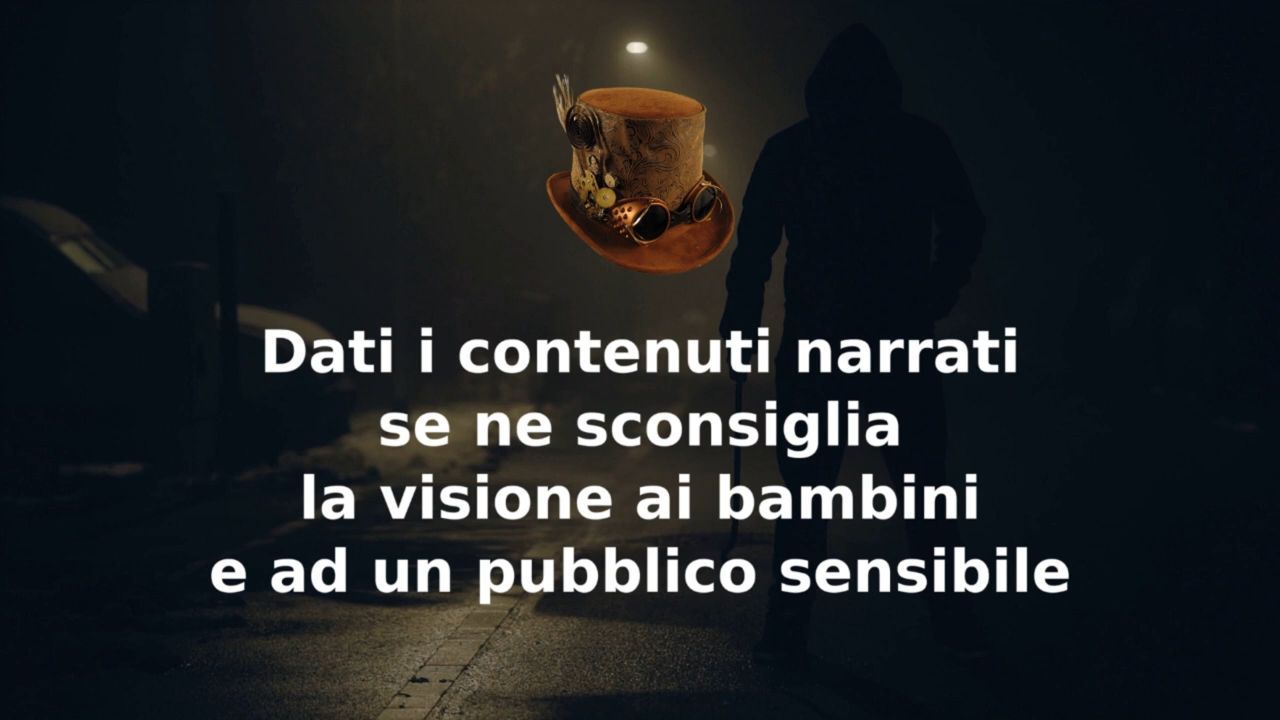 Dati i contenuti narrati
se ne sconsiglia
la visione ai bambini
e ad un pubblico sensibile